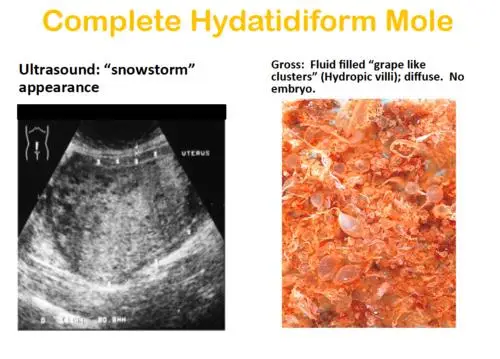 Complete Hydatidiform Mole
Ultrasound: “snowstorm”
appearance
Gross:  Fluid filled “grape like
clusters” (Hydropic villi); diffuse.  No
embryo.
UTERUS